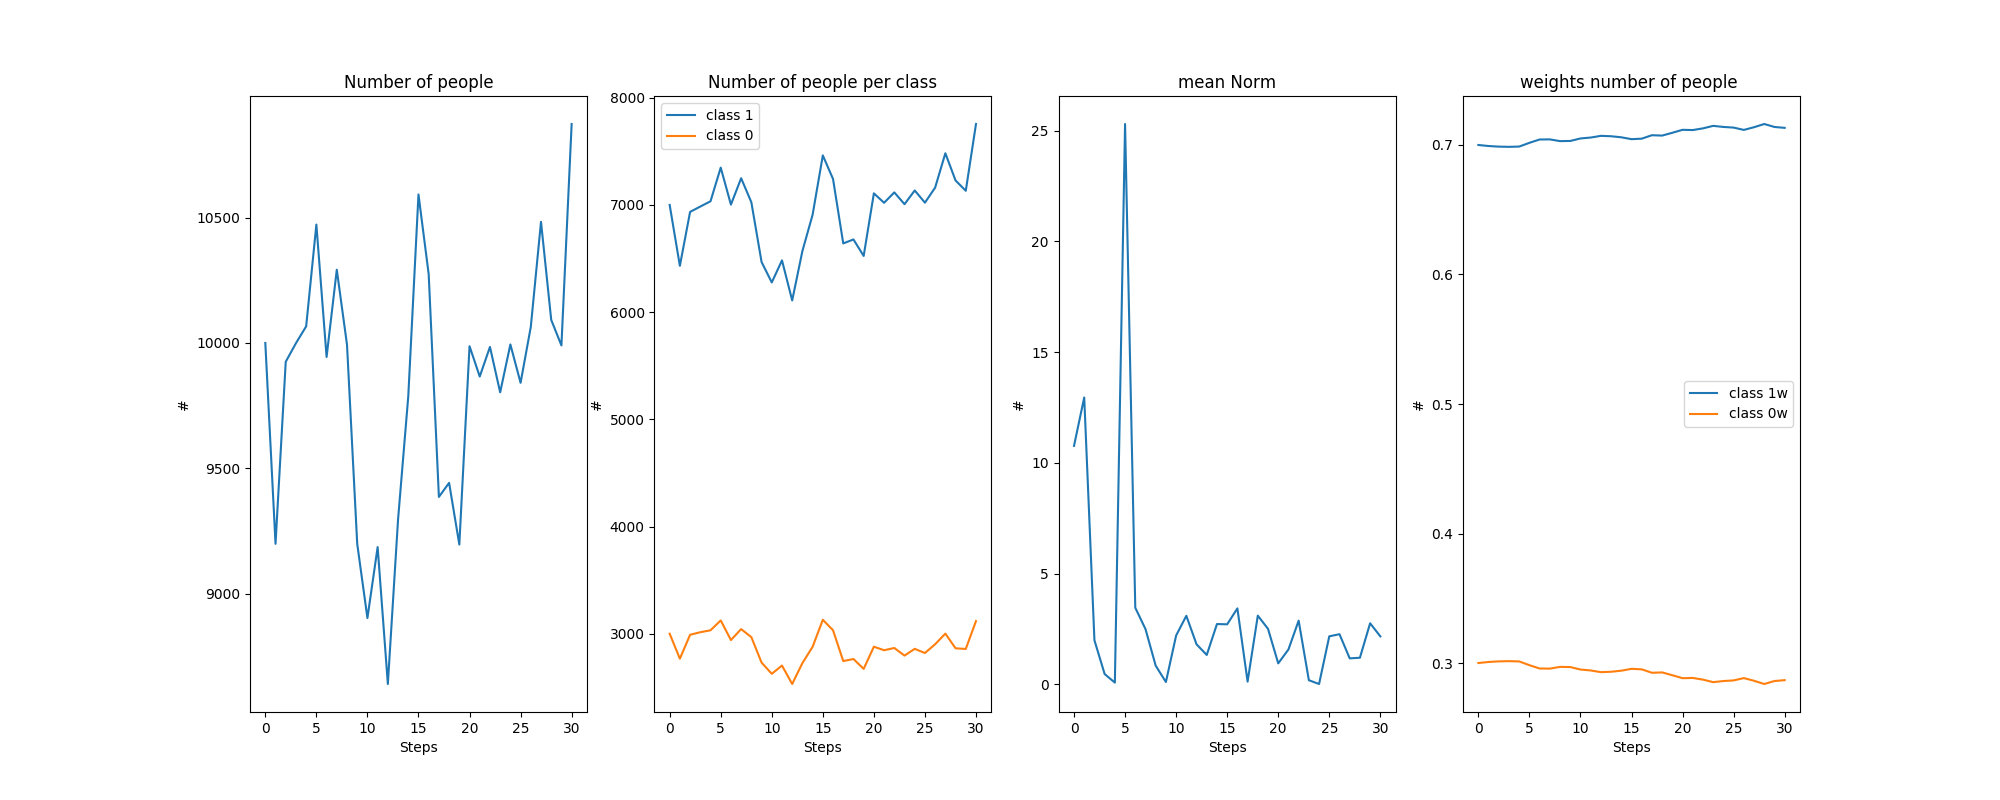 Number of people
10500
10000
9500
9000
#
0 5 10 15 20 25 30
Steps
Number of people per class
class 1
class 0
8000
7000
6000
5000
4000
3000
#
0 5 10 15 20 25 30
Steps
mean Norm
25
20
15
10
5
0
#
0 5 10 15 20 25 30
Steps
weights number of people
0.7
0.6
0.5
0.4
0.3
#
class 1w
class 0w
0 5 10 15 20 25 30
Steps